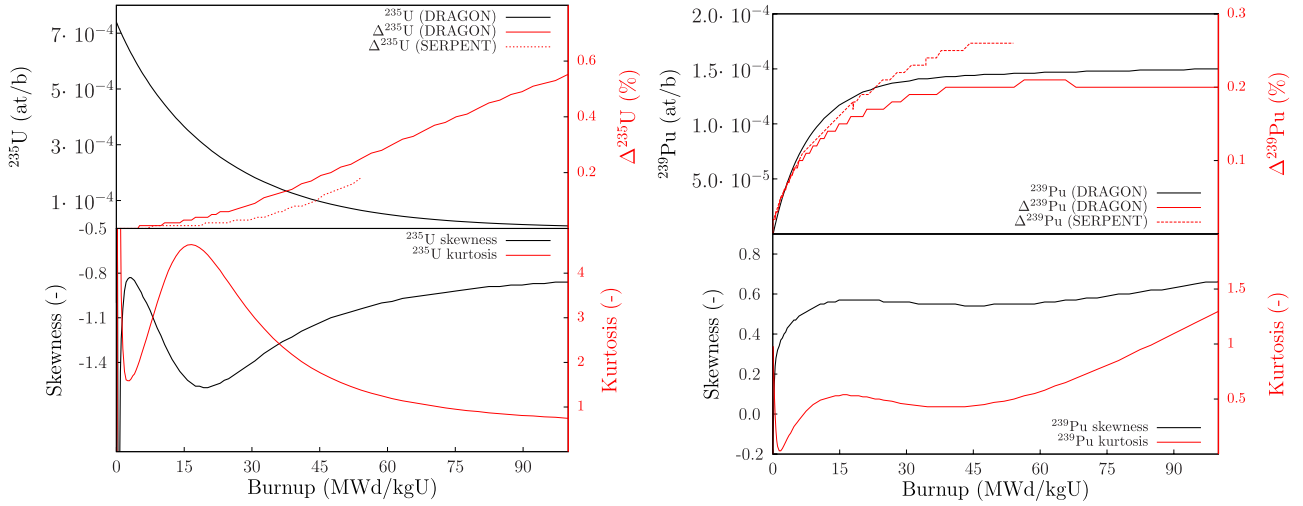 ²³⁵U (at/b)
7· 10⁻⁴
5· 10⁻⁴
3· 10⁻⁴
1· 10⁻⁴
²³⁵U (DRAGON)
Δ²³⁵U (DRAGON)
Δ²³⁵U (SERPENT)
0.6
0.4
0.2
Δ²³⁵U (%)
Skewness (-)
-0.5
-0.8
-1.1
-1.4
²³⁵U skewness
²³⁵U kurtosis
4
3
2
1
Kurtosis (-)
0 15 30 45 60 75 90
Burnup (MWd/kgU)
²³⁹Pu (at/b)
2.0· 10⁻⁴
1.5· 10⁻⁴
1.0· 10⁻⁴
5.0· 10⁻⁵
²³⁹Pu (DRAGON)
Δ²³⁹Pu (DRAGON)
Δ²³⁹Pu (SERPENT)
0.3
0.2
0.1
Δ²³⁹Pu (%)
Skewness (-)
0.8
0.6
0.4
0.2
0.0
-0.2
²³⁹Pu skewness
²³⁹Pu kurtosis
1.5
1
0.5
Kurtosis (-)
0 15 30 45 60 75 90
Burnup (MWd/kgU)